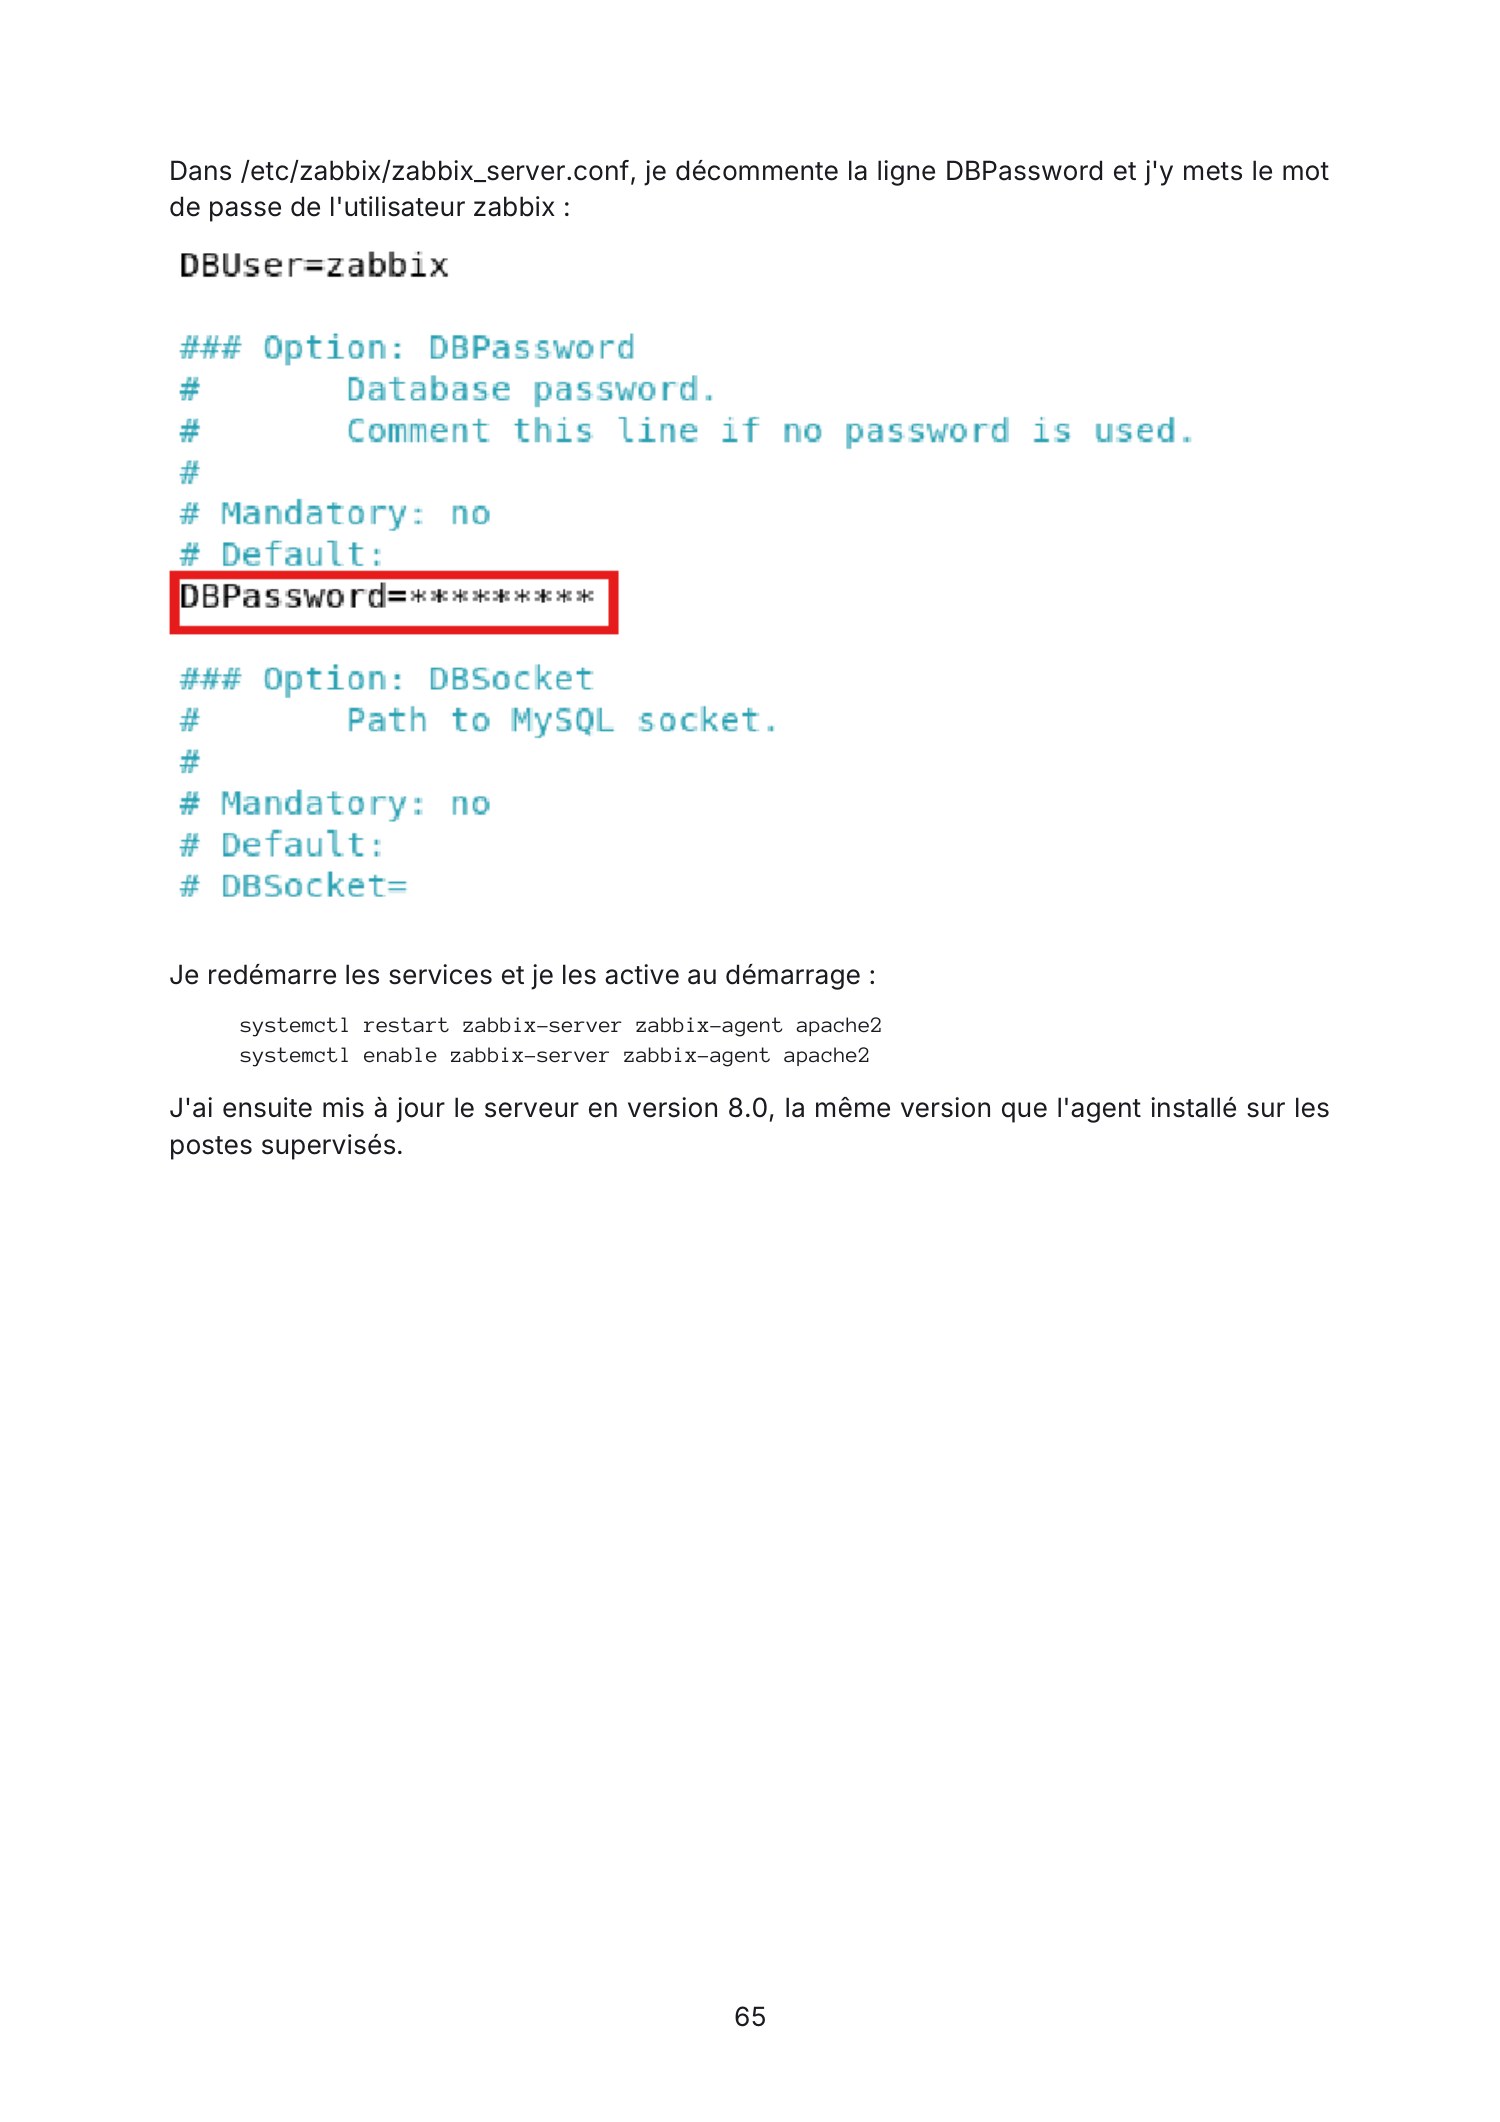 Dans /etc/zabbix/zabbix_server.conf, je décommente la ligne DBPassword et j'y mets le mot
de passe de l'utilisateur zabbix :
DBUser=zabbix
### Option: DBPassword
#       Database password.
#       Comment this line if no password is used.
#
# Mandatory: no
# Default:
DBPassword=*********
### Option: DBSocket
#       Path to MySQL socket.
#
# Mandatory: no
# Default:
# DBSocket=
Je redémarre les services et je les active au démarrage :
systemctl restart zabbix-server zabbix-agent apache2
systemctl enable zabbix-server zabbix-agent apache2
J'ai ensuite mis à jour le serveur en version 8.0, la même version que l'agent installé sur les
postes supervisés.
65